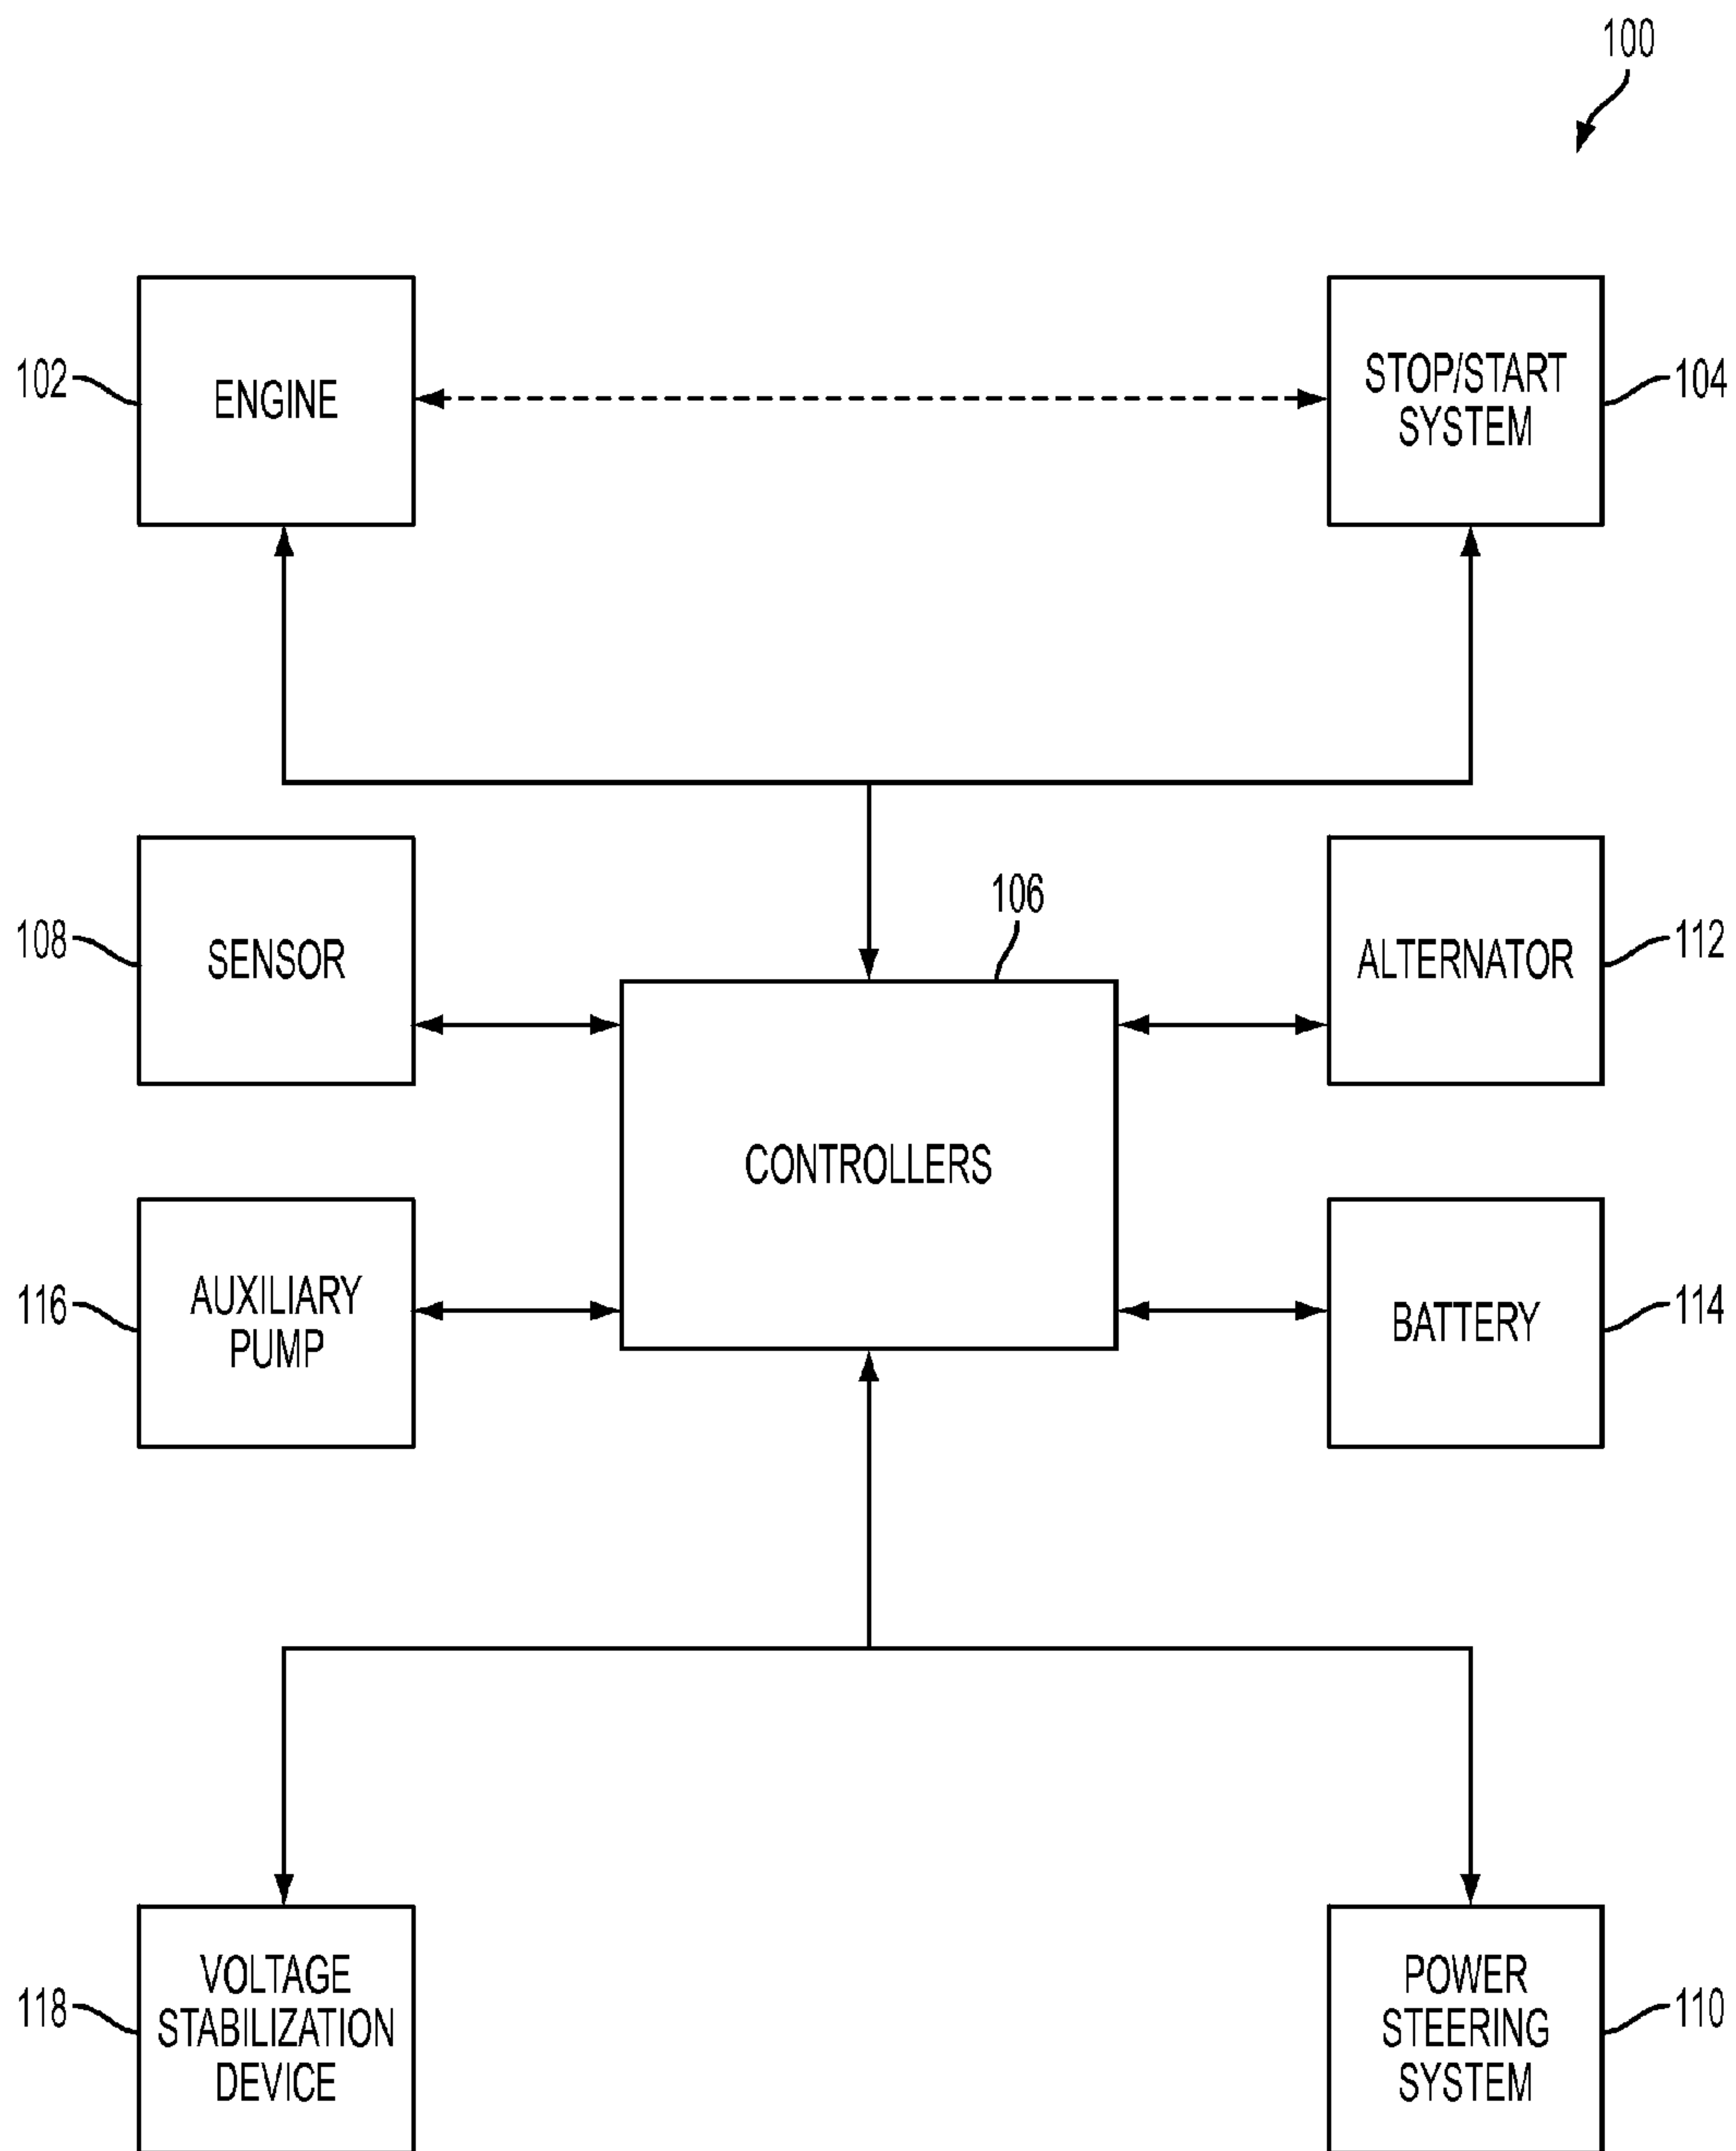 100
102
ENGINE
STOP/START
SYSTEM
104
106
108
SENSOR
ALTERNATOR
112
CONTROLLERS
116
AUXILIARY
PUMP
BATTERY
114
118
VOLTAGE
STABILIZATION
DEVICE
POWER
STEERING
SYSTEM
110